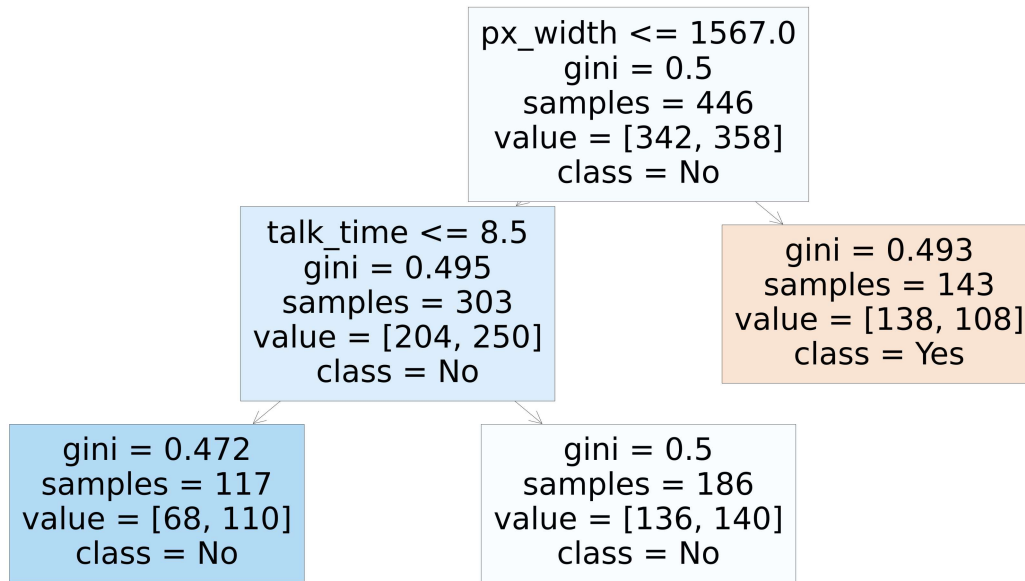 px_width <= 1567.0
gini = 0.5
samples = 446
value = [342, 358]
class = No
talk_time <= 8.5
gini = 0.495
samples = 303
value = [204, 250]
class = No
gini = 0.493
samples = 143
value = [138, 108]
class = Yes
gini = 0.472
samples = 117
value = [68, 110]
class = No
gini = 0.5
samples = 186
value = [136, 140]
class = No